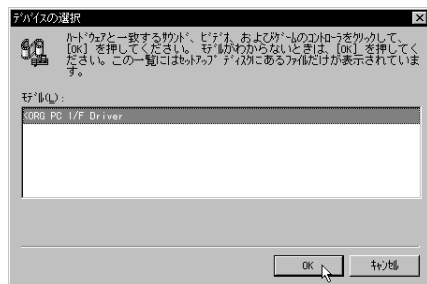 デバイスの選択
ハードウェアと一致するサウンド、ビデオ、およびゲームのコントローラをクリックして、
[OK] を押してください。 モデルがわからないときは、[OK] を押してく
ださい。この一覧にはセットアップ ディスクにあるファイルだけが表示されていま
す。
モデル(L):
KORG PC I/F Driver
OK
キャンセル